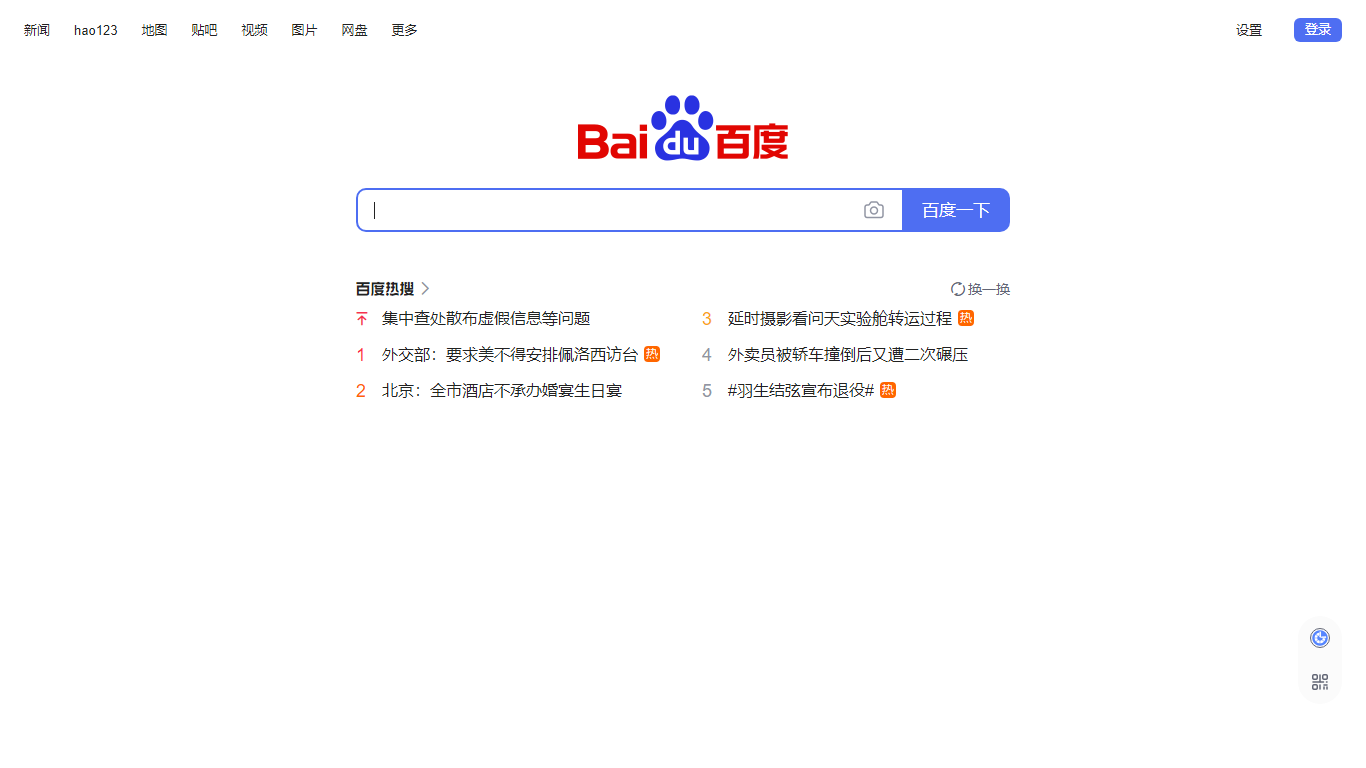 新闻 hao123 地图 贴吧 视频 图片 网盘 更多 设置 登录
Bai du 百度
百度一下
百度热搜 换一换
集中查处散布虚假信息等问题
1 外交部：要求美不得安排佩洛西访台 热
2 北京：全市酒店不承办婚宴生日宴
3 延时摄影看问天实验舱转运过程 热
4 外卖员被轿车撞倒后又遭二次碾压
5 #羽生结弦宣布退役# 热